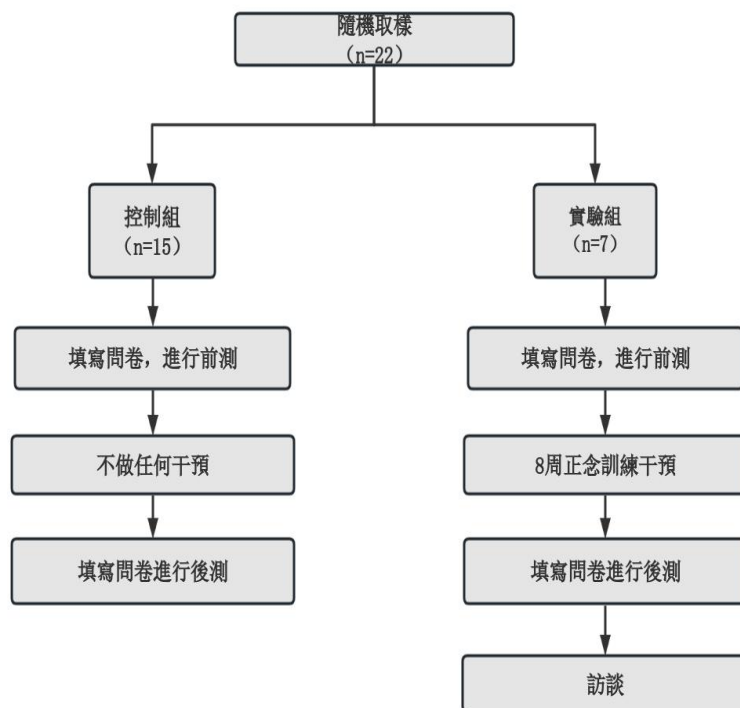 隨機取樣
（n=22）
控制組
（n=15）
實驗組
（n=7）
填寫問卷，進行前測
填寫問卷，進行前測
不做任何干預
8周正念訓練干預
填寫問卷進行後測
填寫問卷進行後測
訪談